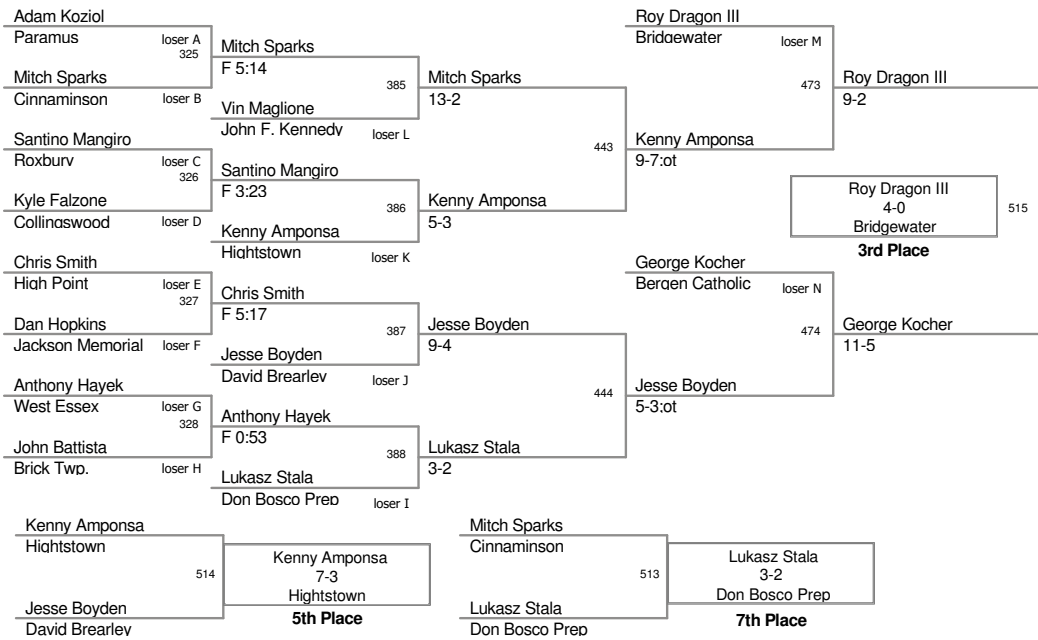 Adam Koziol
Paramus
loser A
325
Mitch Sparks
Cinnaminson
loser B
Santino Mangiro
Roxbury
loser C
326
Kyle Falzone
Collingswood
loser D
Chris Smith
High Point
loser E
327
Dan Hopkins
Jackson Memorial
loser F
Anthony Hayek
West Essex
loser G
328
John Battista
Brick Twp.
loser H
Mitch Sparks
F 5:14
385
Vin Maglione
John F. Kennedy
loser L
Santino Mangiro
F 3:23
386
Kenny Amponsa
Hightstown
loser K
Chris Smith
F 5:17
387
Jesse Boyden
David Brearley
loser J
Anthony Hayek
F 0:53
388
Lukasz Stala
Don Bosco Prep
loser I
Mitch Sparks
13-2
443
Kenny Amponsa
5-3
Jesse Boyden
9-4
444
Lukasz Stala
3-2
Roy Dragon III
Bridgewater
loser M
473
Kenny Amponsa
9-7:ot
George Kocher
Bergen Catholic
loser N
474
Jesse Boyden
5-3:ot
Roy Dragon III
9-2
Roy Dragon III
4-0
Bridgewater
515
3rd Place
George Kocher
11-5
Kenny Amponsa
Hightstown
514
Jesse Boyden
David Brearley
Kenny Amponsa
7-3
Hightstown
5th Place
Mitch Sparks
Cinnaminson
513
Lukasz Stala
Don Bosco Prep
Lukasz Stala
3-2
Don Bosco Prep
7th Place